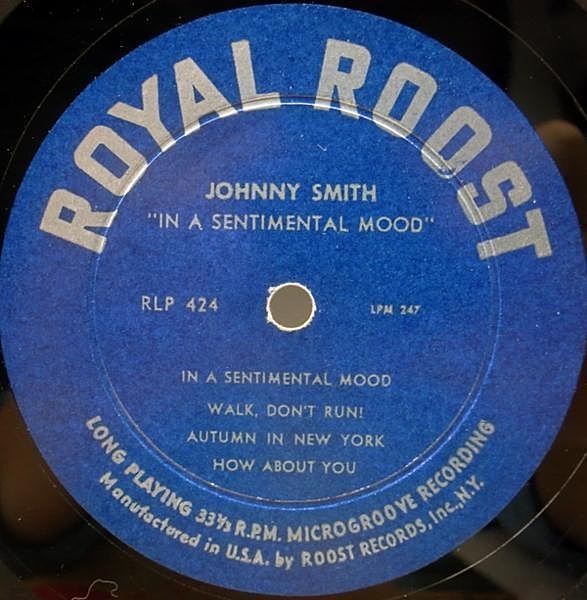 ROYAL ROOST
JOHNNY SMITH
"IN A SENTIMENTAL MOOD"
RLP 424
LPM 247
IN A SENTIMENTAL MOOD
WALK, DON'T RUN!
AUTUMN IN NEW YORK
HOW ABOUT YOU
LONG PLAYING 33⅓ R.P.M. MICROGROOVE RECORDING
Manufactured in U.S.A. by ROOST RECORDS, Inc., N.Y.